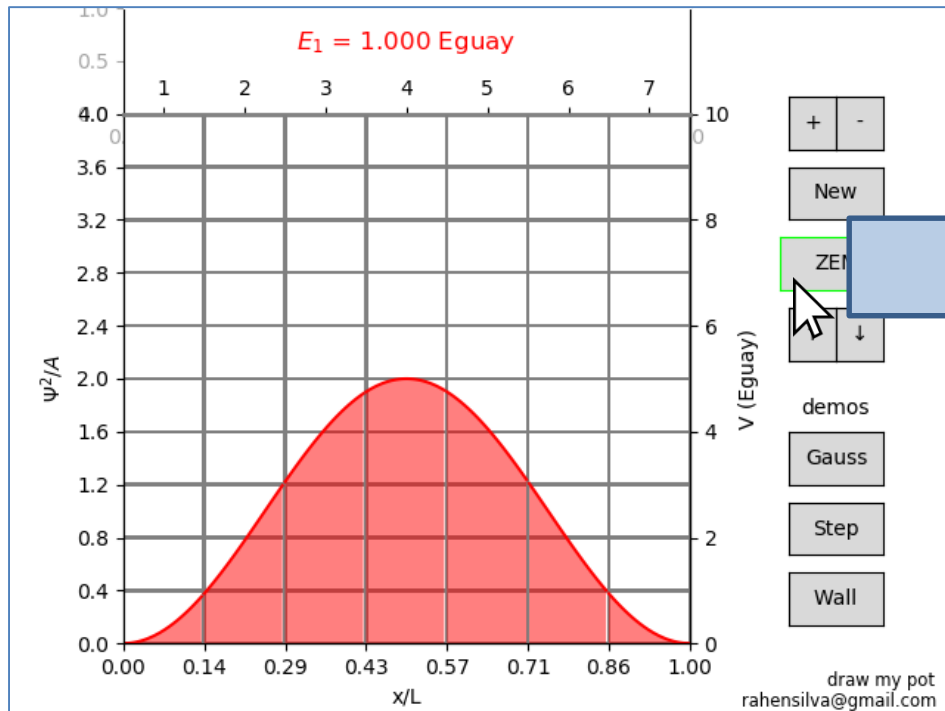 1.0
E₁ = 1.000 Eguay
0.5
1 2 3 4 5 6 7
4.0
10
3.6
3.2
8
2.8
2.4
6
2.0
1.6
4
1.2
0.8
2
0.4
0.0
0
0.00 0.14 0.29 0.43 0.57 0.71 0.86 1.00
x/L
Ψ²/A
V (Eguay)
+ -
New
↓
demos
Gauss
Step
Wall
draw my pot
rahensilva@gmail.com